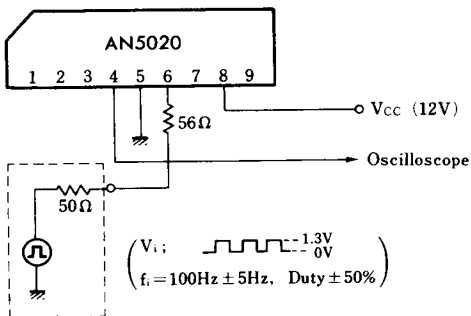 AN5020
1 2 3 4 5 6 7 8 9
56Ω
VCC (12V)
Oscilloscope
50Ω
Vi ; 1.3V
0V
fi=100Hz±5Hz, Duty±50%